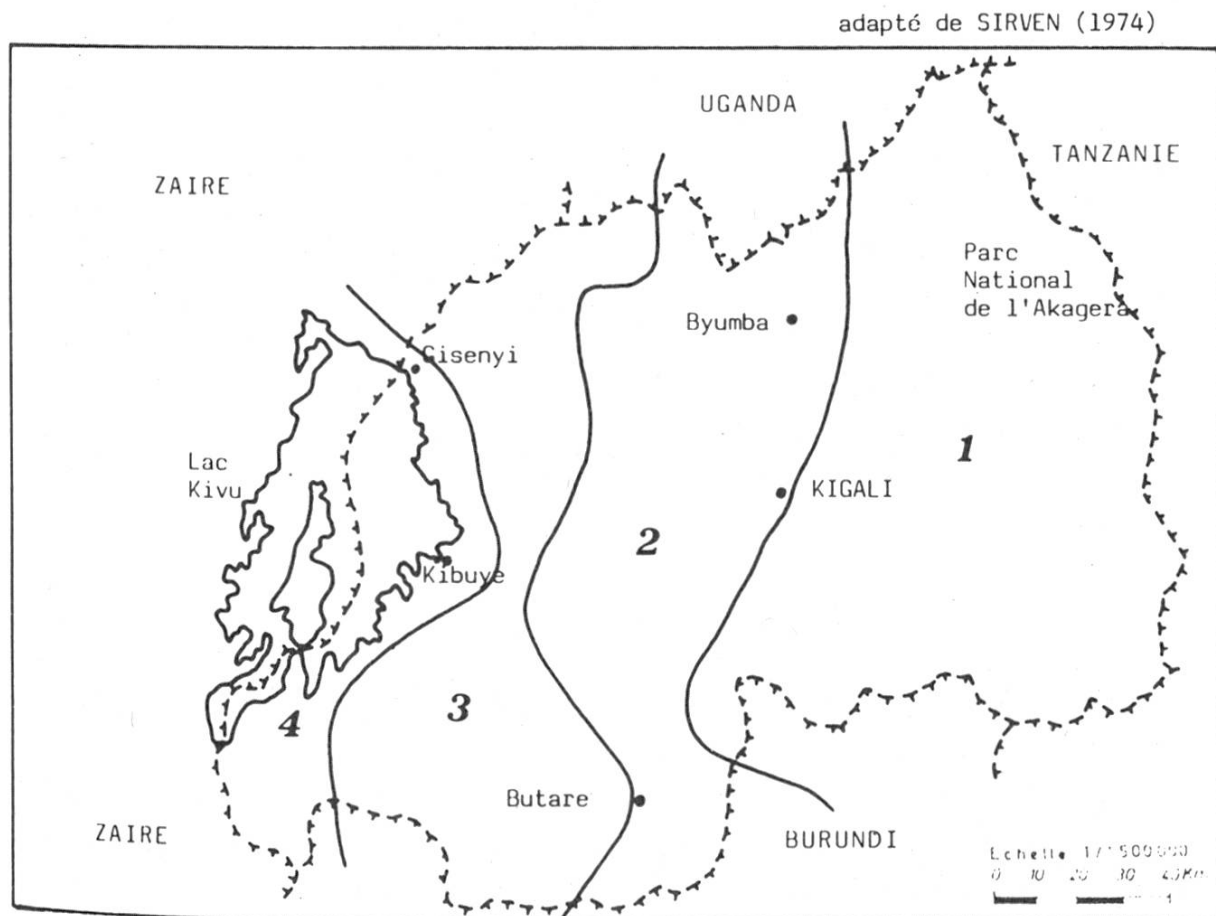 adapté de SIRVEN (1974)
UGANDA
TANZANIE
ZAIRE
Parc
National
de l'Akagera
Byumba
Gisenyi
1
Lac
Kivu
KIGALI
2
Kibuye
3
4
Butare
ZAIRE
BURUNDI
Echelle
0 10 20 30 40Km